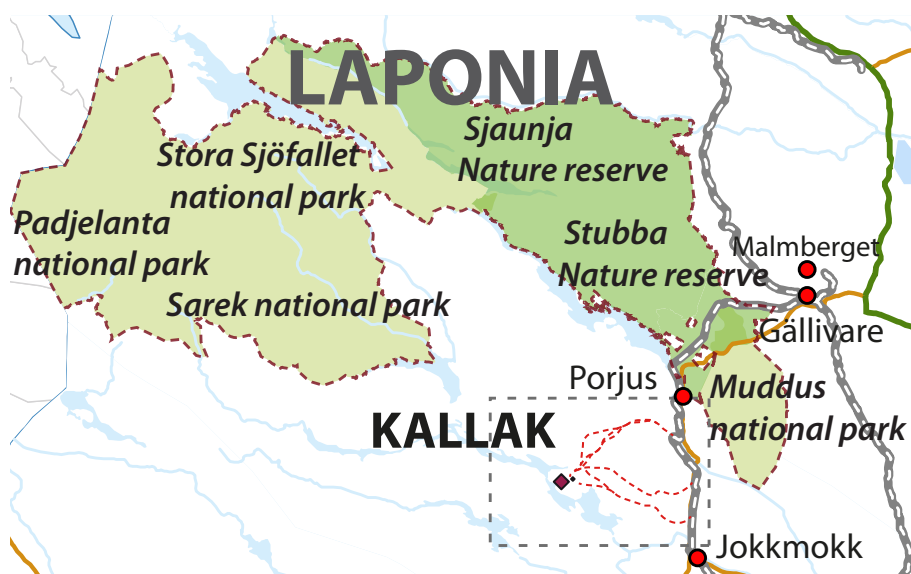 LAPONIA
Sjaunja
Nature reserve
Stora Sjöfallet
national park
Padjelanta
national park
Stubba
Nature reserve
Malmberget
Sarek national park
Gällivare
Porjus
Muddus
national park
KALLAK
Jokkmokk